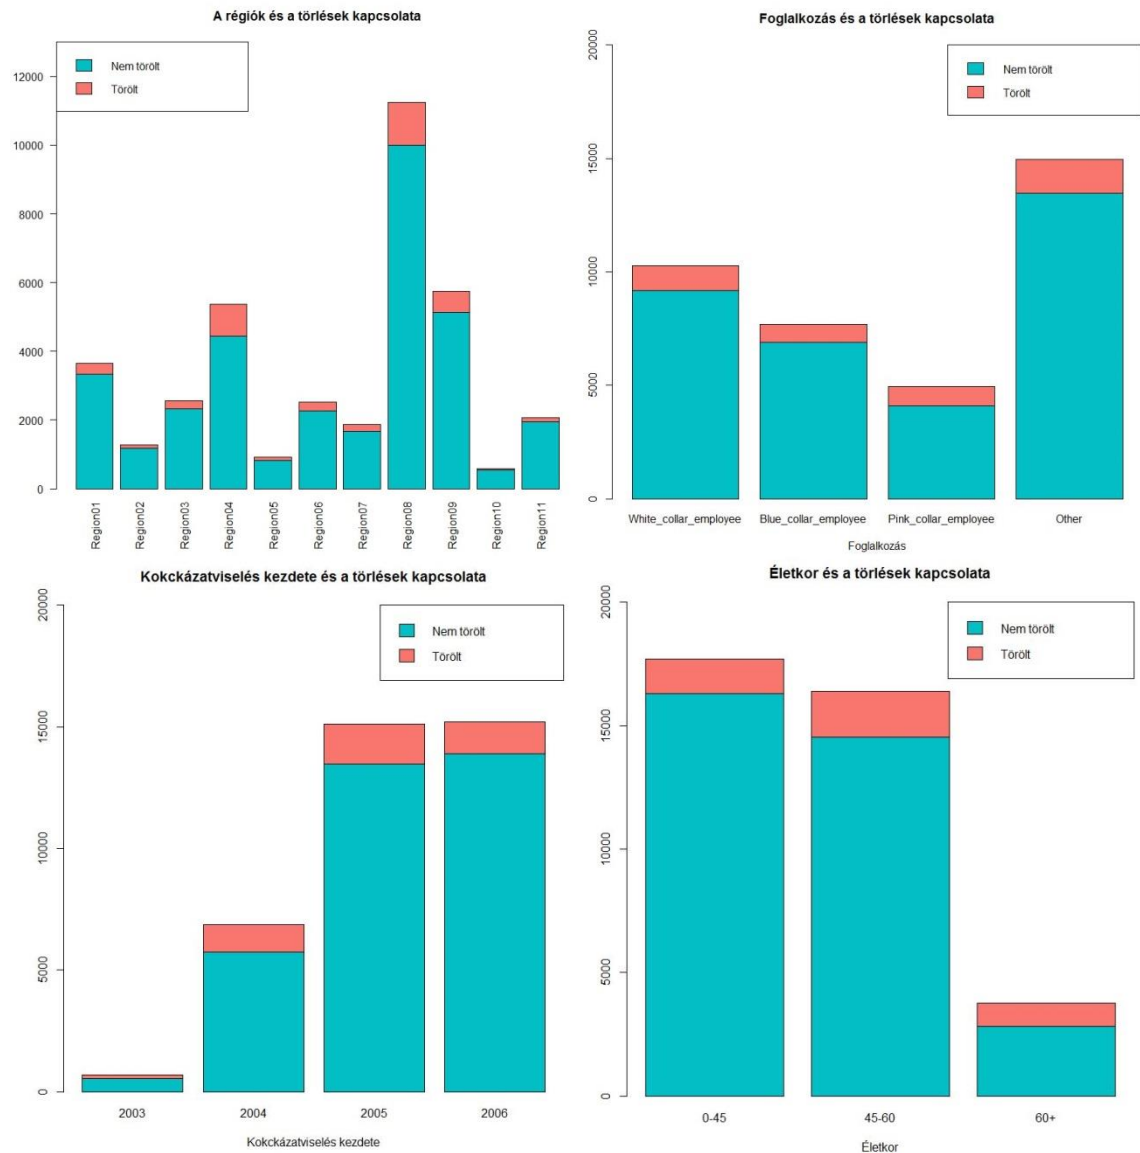 A régiók és a törlések kapcsolata
Nem törölt
Törölt
12000
10000
8000
6000
4000
2000
0
Region01
Region02
Region03
Region04
Region05
Region06
Region07
Region08
Region09
Region10
Region11
Foglalkozás és a törlések kapcsolata
Nem törölt
Törölt
20000
15000
10000
5000
0
White_collar_employee
Blue_collar_employee
Pink_collar_employee
Other
Foglalkozás
Kokckázatviselés kezdete és a törlések kapcsolata
Nem törölt
Törölt
20000
15000
10000
5000
0
2003
2004
2005
2006
Kokckázatviselés kezdete
Életkor és a törlések kapcsolata
Nem törölt
Törölt
20000
15000
10000
5000
0
0-45
45-60
60+
Életkor